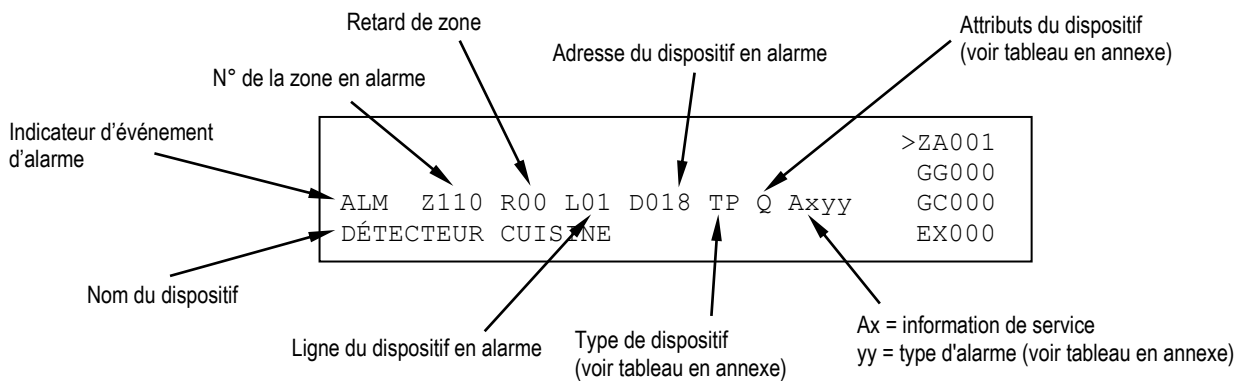 Retard de zone
Attributs du dispositif
(voir tableau en annexe)
Adresse du dispositif en alarme
N° de la zone en alarme
Indicateur d'événement
d'alarme
>ZA001
GG000
ALM Z110 R00 L01 D018 TP Q Axyy GC000
DÉTECTEUR CUISINE EX000
Nom du dispositif
Ligne du dispositif en alarme
Type de dispositif
(voir tableau en annexe)
Ax = information de service
yy = type d'alarme (voir tableau en annexe)